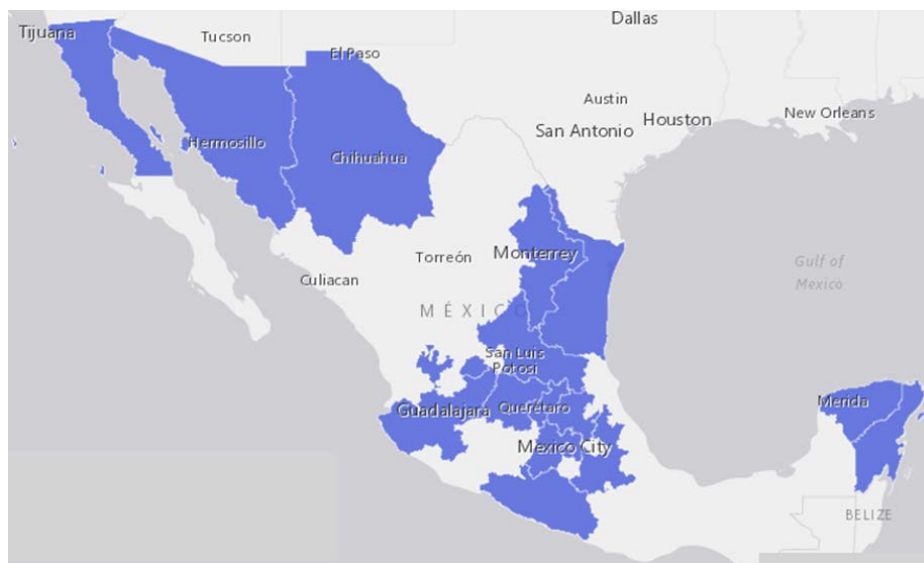 Dallas
Tijuana
Tucson
El Paso
Austin
San Antonio
Houston
New Orleans
Hermosillo
Chihuahua
Torreón
Monterrey
Culiacan
Gulf of
Mexico
MÉXICO
San Luis
Potosi
Guadalajara
Querétaro
Merida
Mexico City
BELIZE